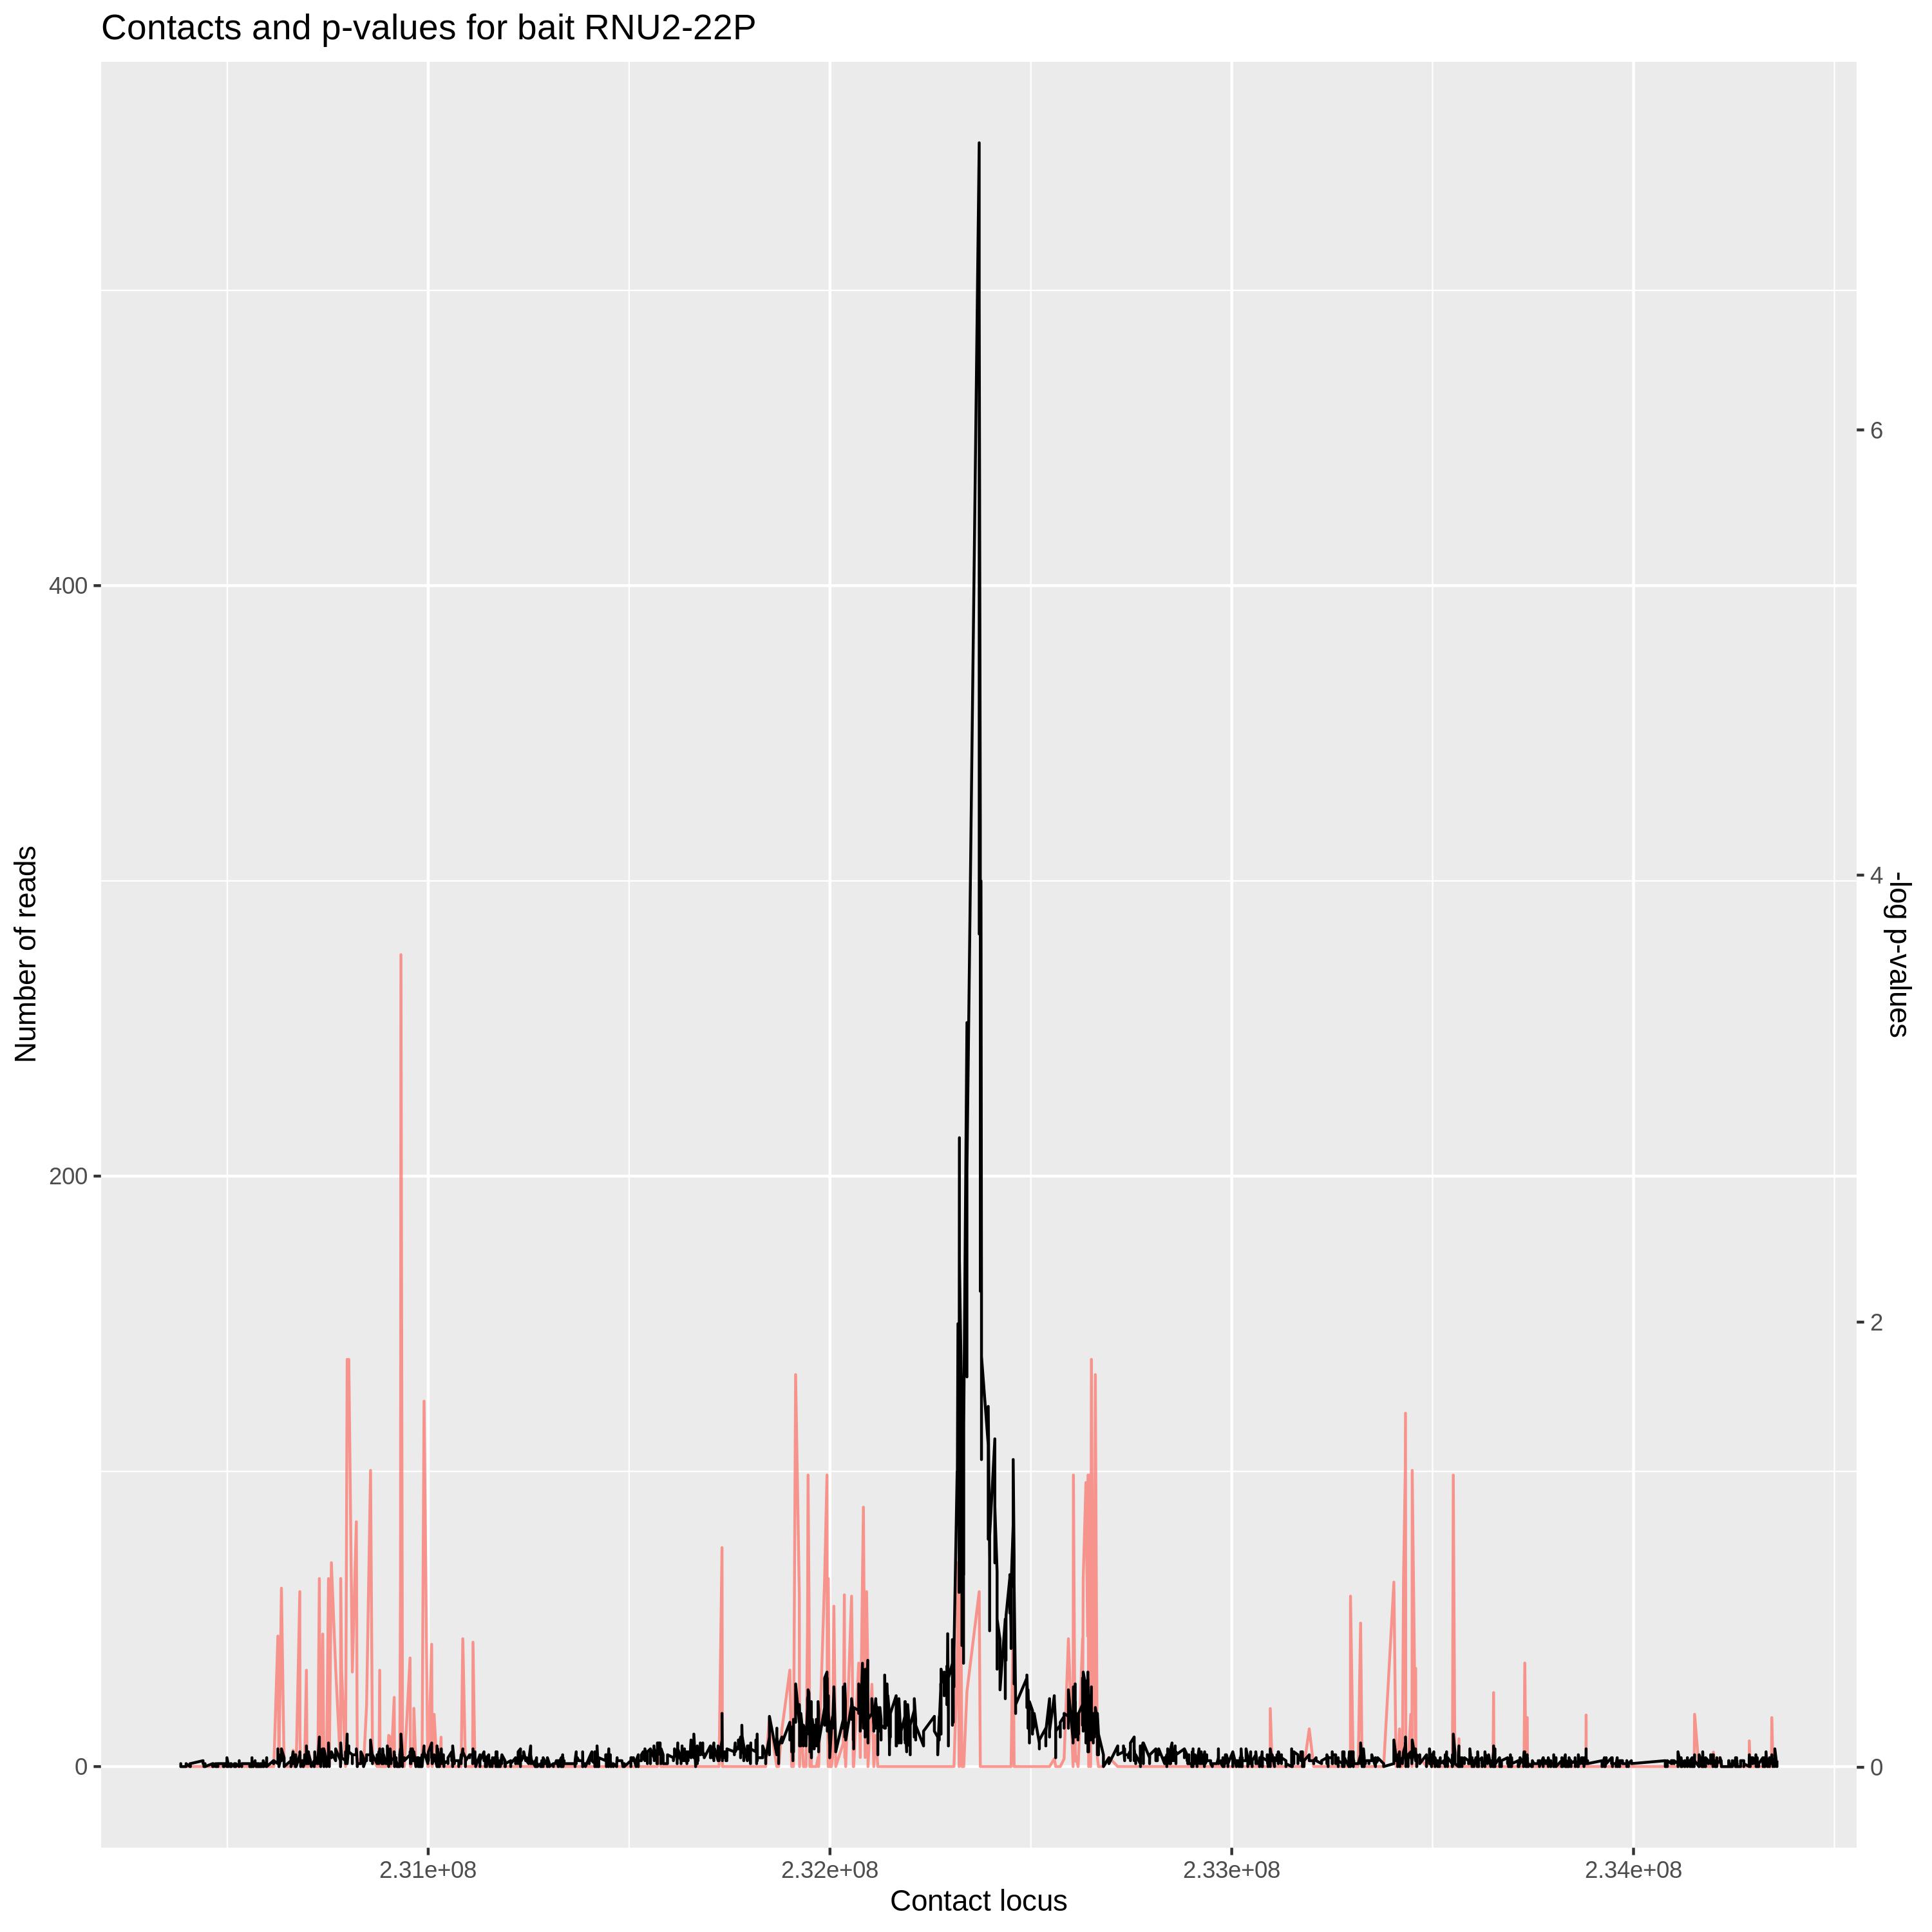 Contacts and p-values for bait RNU2-22P
Number of reads
400
200
0
6
4
2
0
-log p-values
2.31e+08
2.32e+08
2.33e+08
2.34e+08
Contact locus